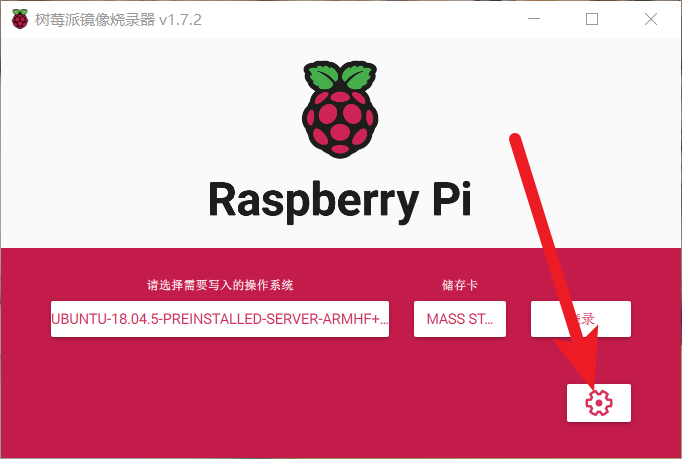 树莓派镜像烧录器 v1.7.2
Raspberry Pi
请选择需要写入的操作系统
储存卡
UBUNTU-18.04.5-PREINSTALLED-SERVER-ARMHF+...
MASS ST...
录